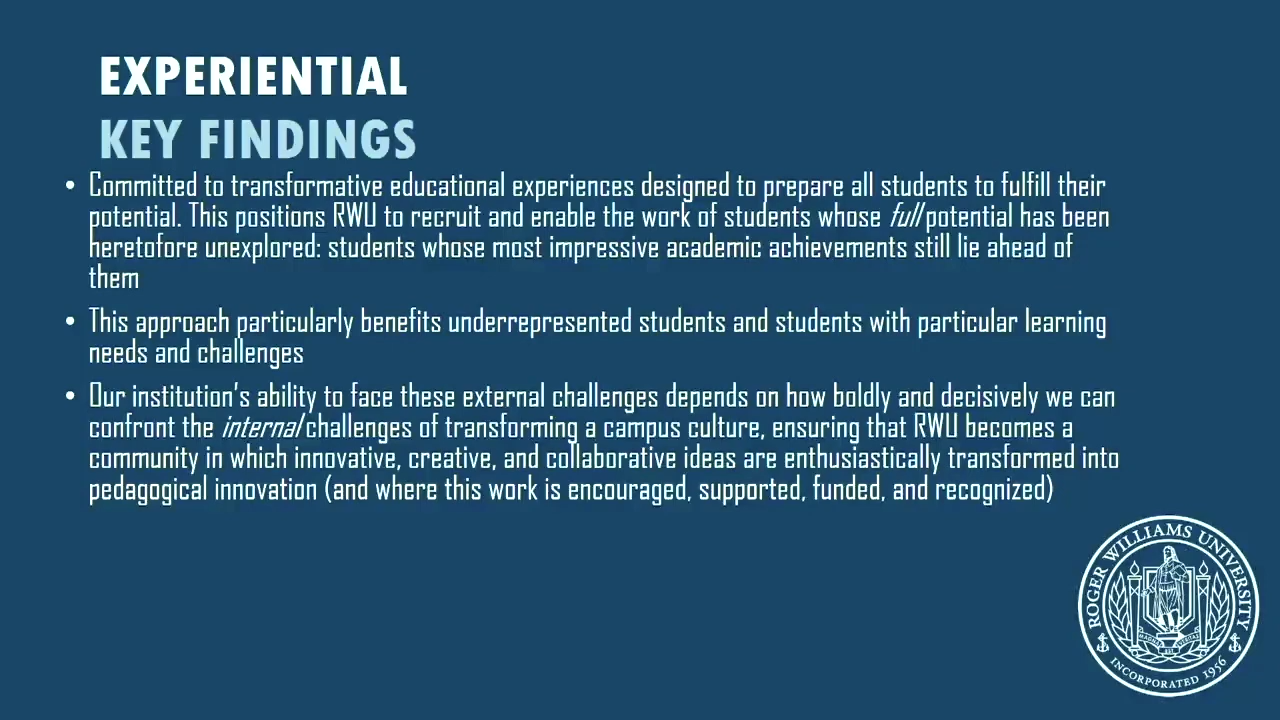 EXPERIENTIAL
KEY FINDINGS
• Committed to transformative educational experiences designed to prepare all students to fulfill their
potential. This positions RWU to recruit and enable the work of students whose full potential has been
heretofore unexplored: students whose most impressive academic achievements still lie ahead of
them
• This approach particularly benefits underrepresented students and students with particular learning
needs and challenges
• Our institution's ability to face these external challenges depends on how boldly and decisively we can
confront the internal challenges of transforming a campus culture, ensuring that RWU becomes a
community in which innovative, creative, and collaborative ideas are enthusiastically transformed into
pedagogical innovation (and where this work is encouraged, supported, funded, and recognized)
ROGER WILLIAMS UNIVERSITY
INCORPORATED 1956